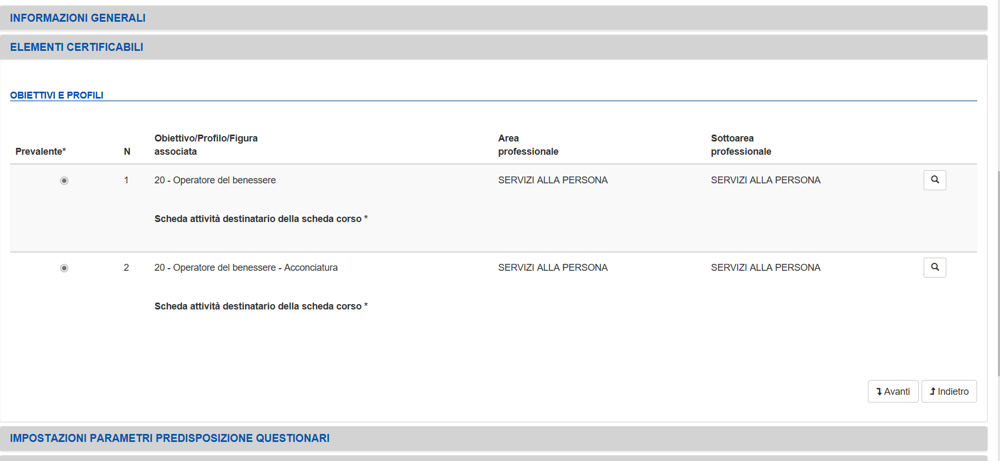 INFORMAZIONI GENERALI
ELEMENTI CERTIFICABILI
OBIETTIVI E PROFILI
Prevalente*
N
Obiettivo/Profilo/Figura
associata
Area
professionale
Sottoarea
professionale
1
20 - Operatore del benessere
SERVIZI ALLA PERSONA
SERVIZI ALLA PERSONA
Scheda attività destinatario della scheda corso *
2
20 - Operatore del benessere - Acconciatura
SERVIZI ALLA PERSONA
SERVIZI ALLA PERSONA
Scheda attività destinatario della scheda corso *
Avanti
Indietro
IMPOSTAZIONI PARAMETRI PREDISPOSIZIONE QUESTIONARI